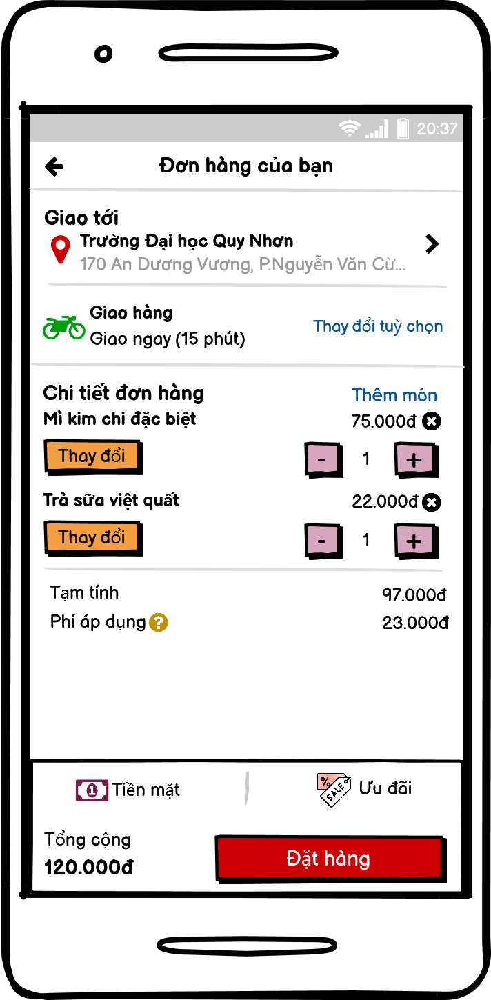 20:37
Đơn hàng của bạn
Giao tới
Trường Đại học Quy Nhơn
170 An Dương Vương, P.Nguyễn Văn Cừ...
Giao hàng
Giao ngay (15 phút)
Thay đổi tuỳ chọn
Chi tiết đơn hàng
Thêm món
Mì kim chi đặc biệt
75.000đ
Thay đổi
- 1 +
Trà sữa việt quất
22.000đ
Thay đổi
- 1 +
Tạm tính
97.000đ
Phí áp dụng ?
23.000đ
1 Tiền mặt
% SALE Ưu đãi
Tổng cộng
120.000đ
Đặt hàng